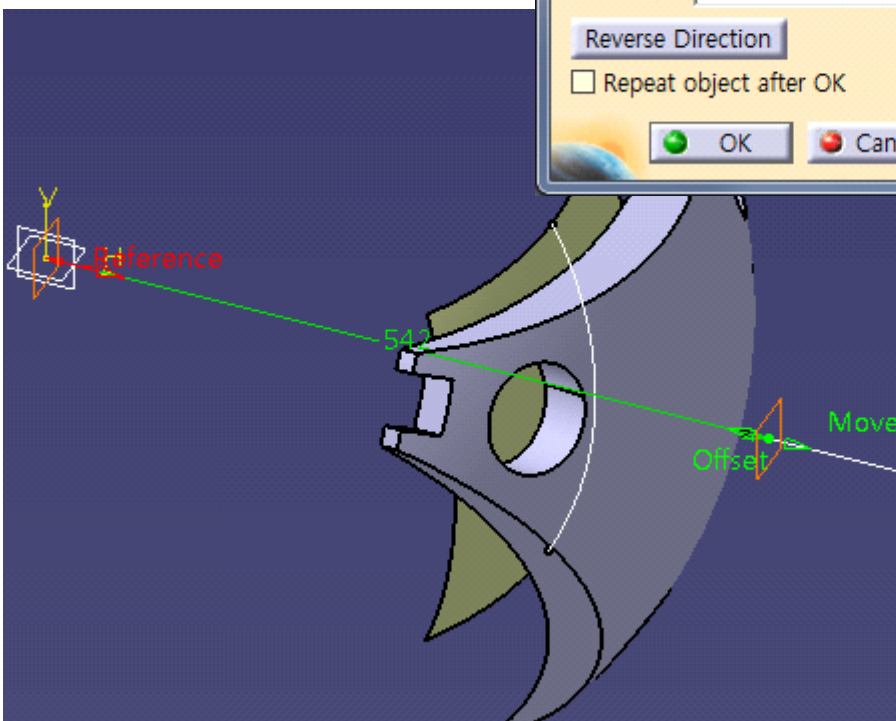 Reverse Direction
Repeat object after OK
OK
Can
Y
Reference
542
Move
Offset